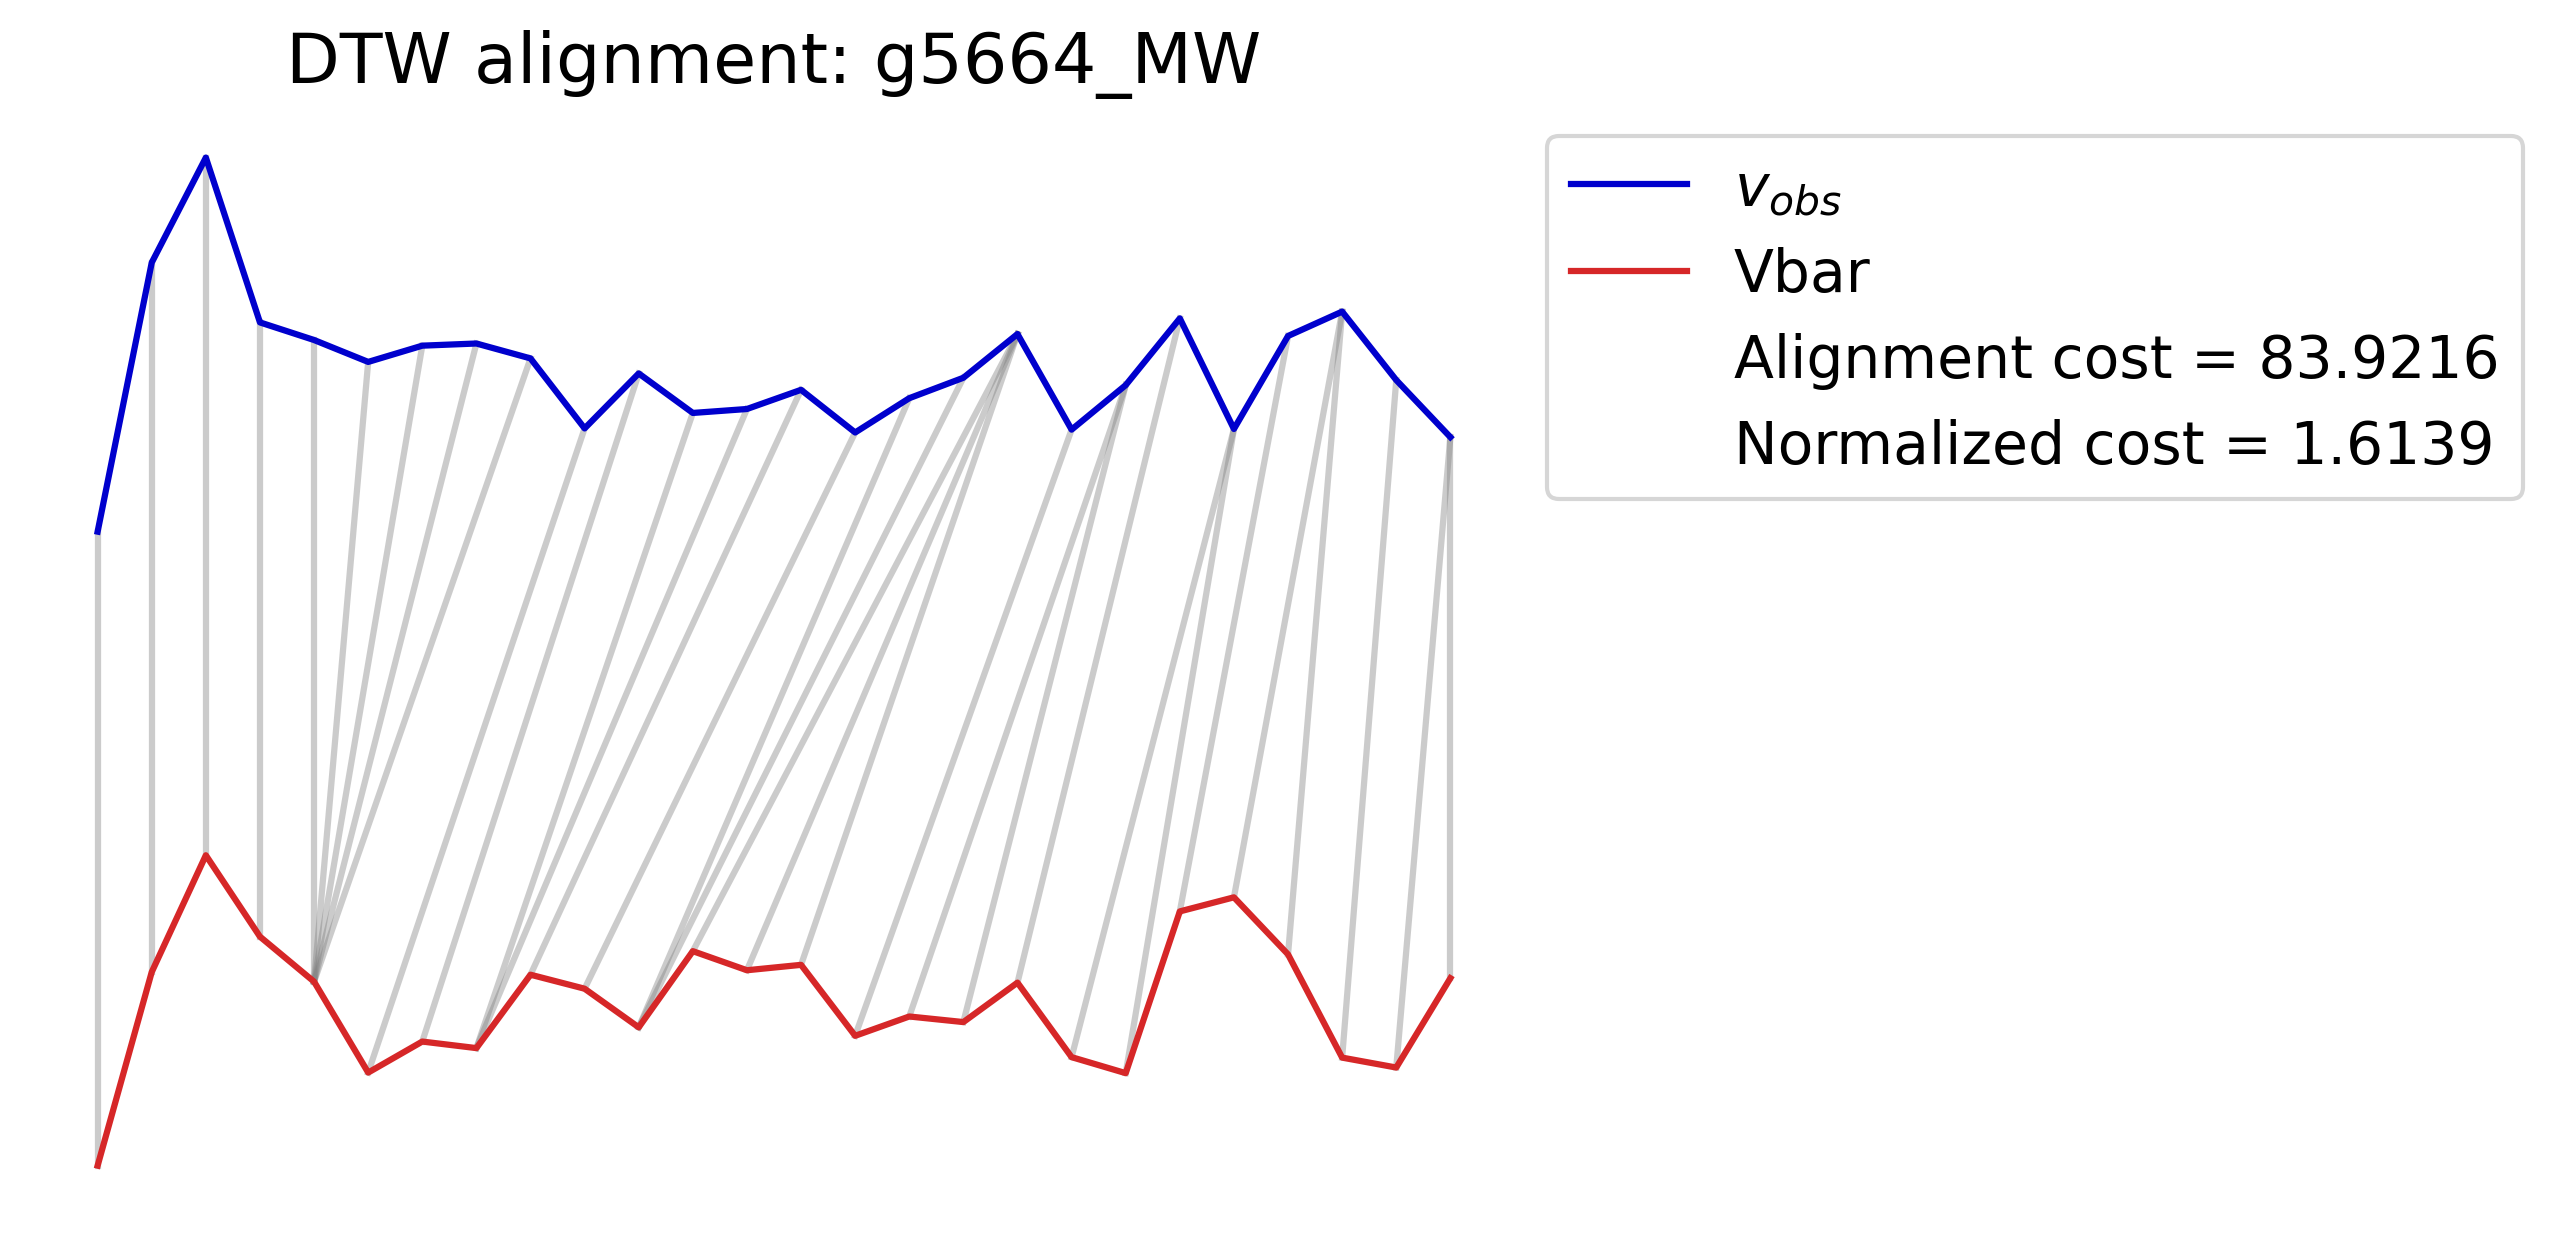 DTW alignment: g5664_MW
v_obs
Vbar
Alignment cost = 83.9216
Normalized cost = 1.6139